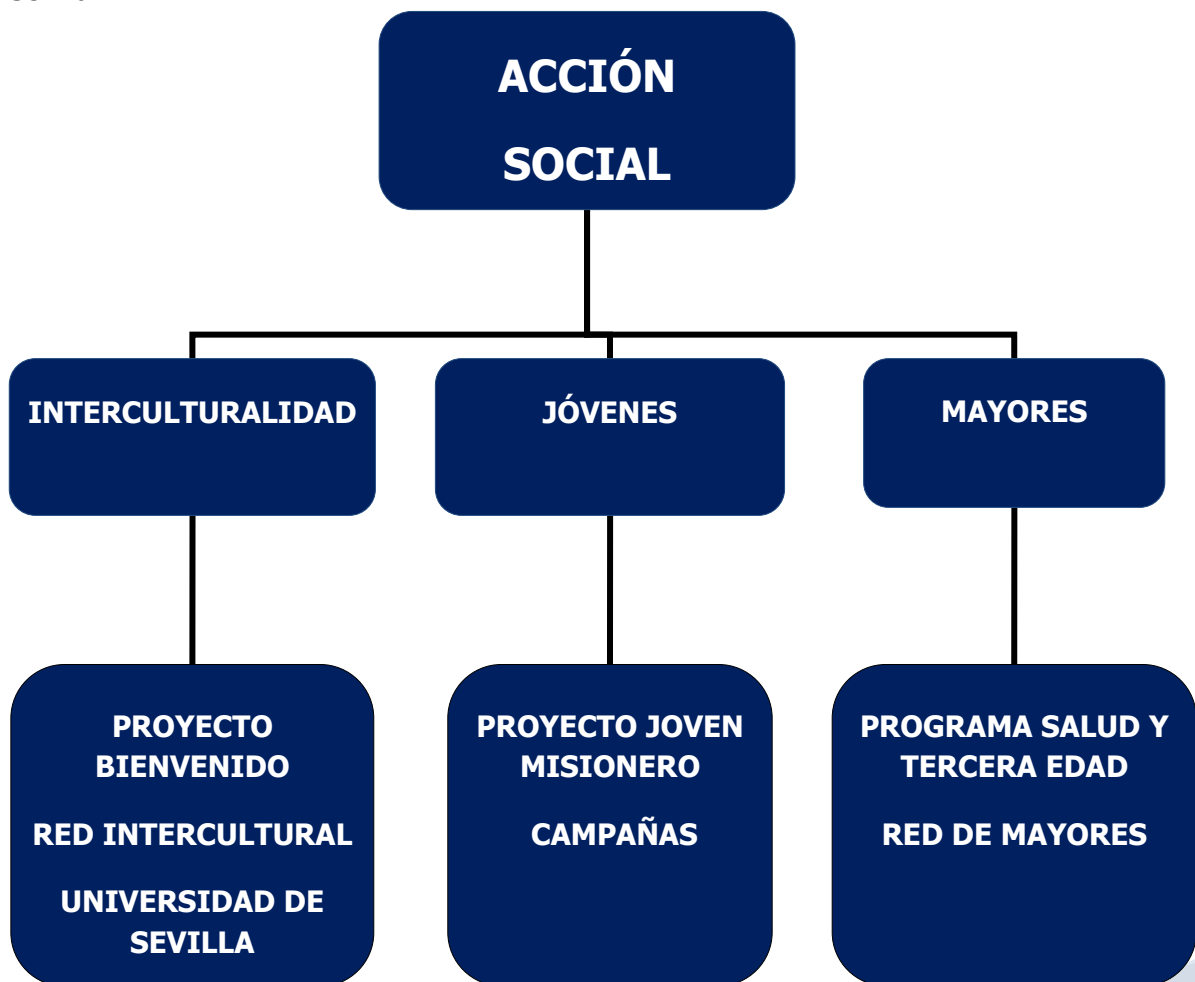 ACCIÓN
SOCIAL
INTERCULTURALIDAD
JÓVENES
MAYORES
PROYECTO
BIENVENIDO
RED INTERCULTURAL
UNIVERSIDAD DE
SEVILLA
PROYECTO JOVEN
MISIONERO
CAMPAÑAS
PROGRAMA SALUD Y
TERCERA EDAD
RED DE MAYORES